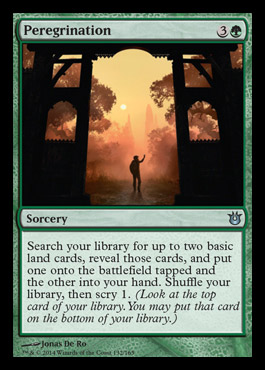 Peregrination 3
Sorcery
Search your library for up to two basic
land cards, reveal those cards, and put
one onto the battlefield tapped and
the other into your hand. Shuffle your
library, then scry 1. (Look at the top
card of your library. You may put that
card on the bottom of your library.)
Jonas De Ro
™ & © 2014 Wizards of the Coast 132/165